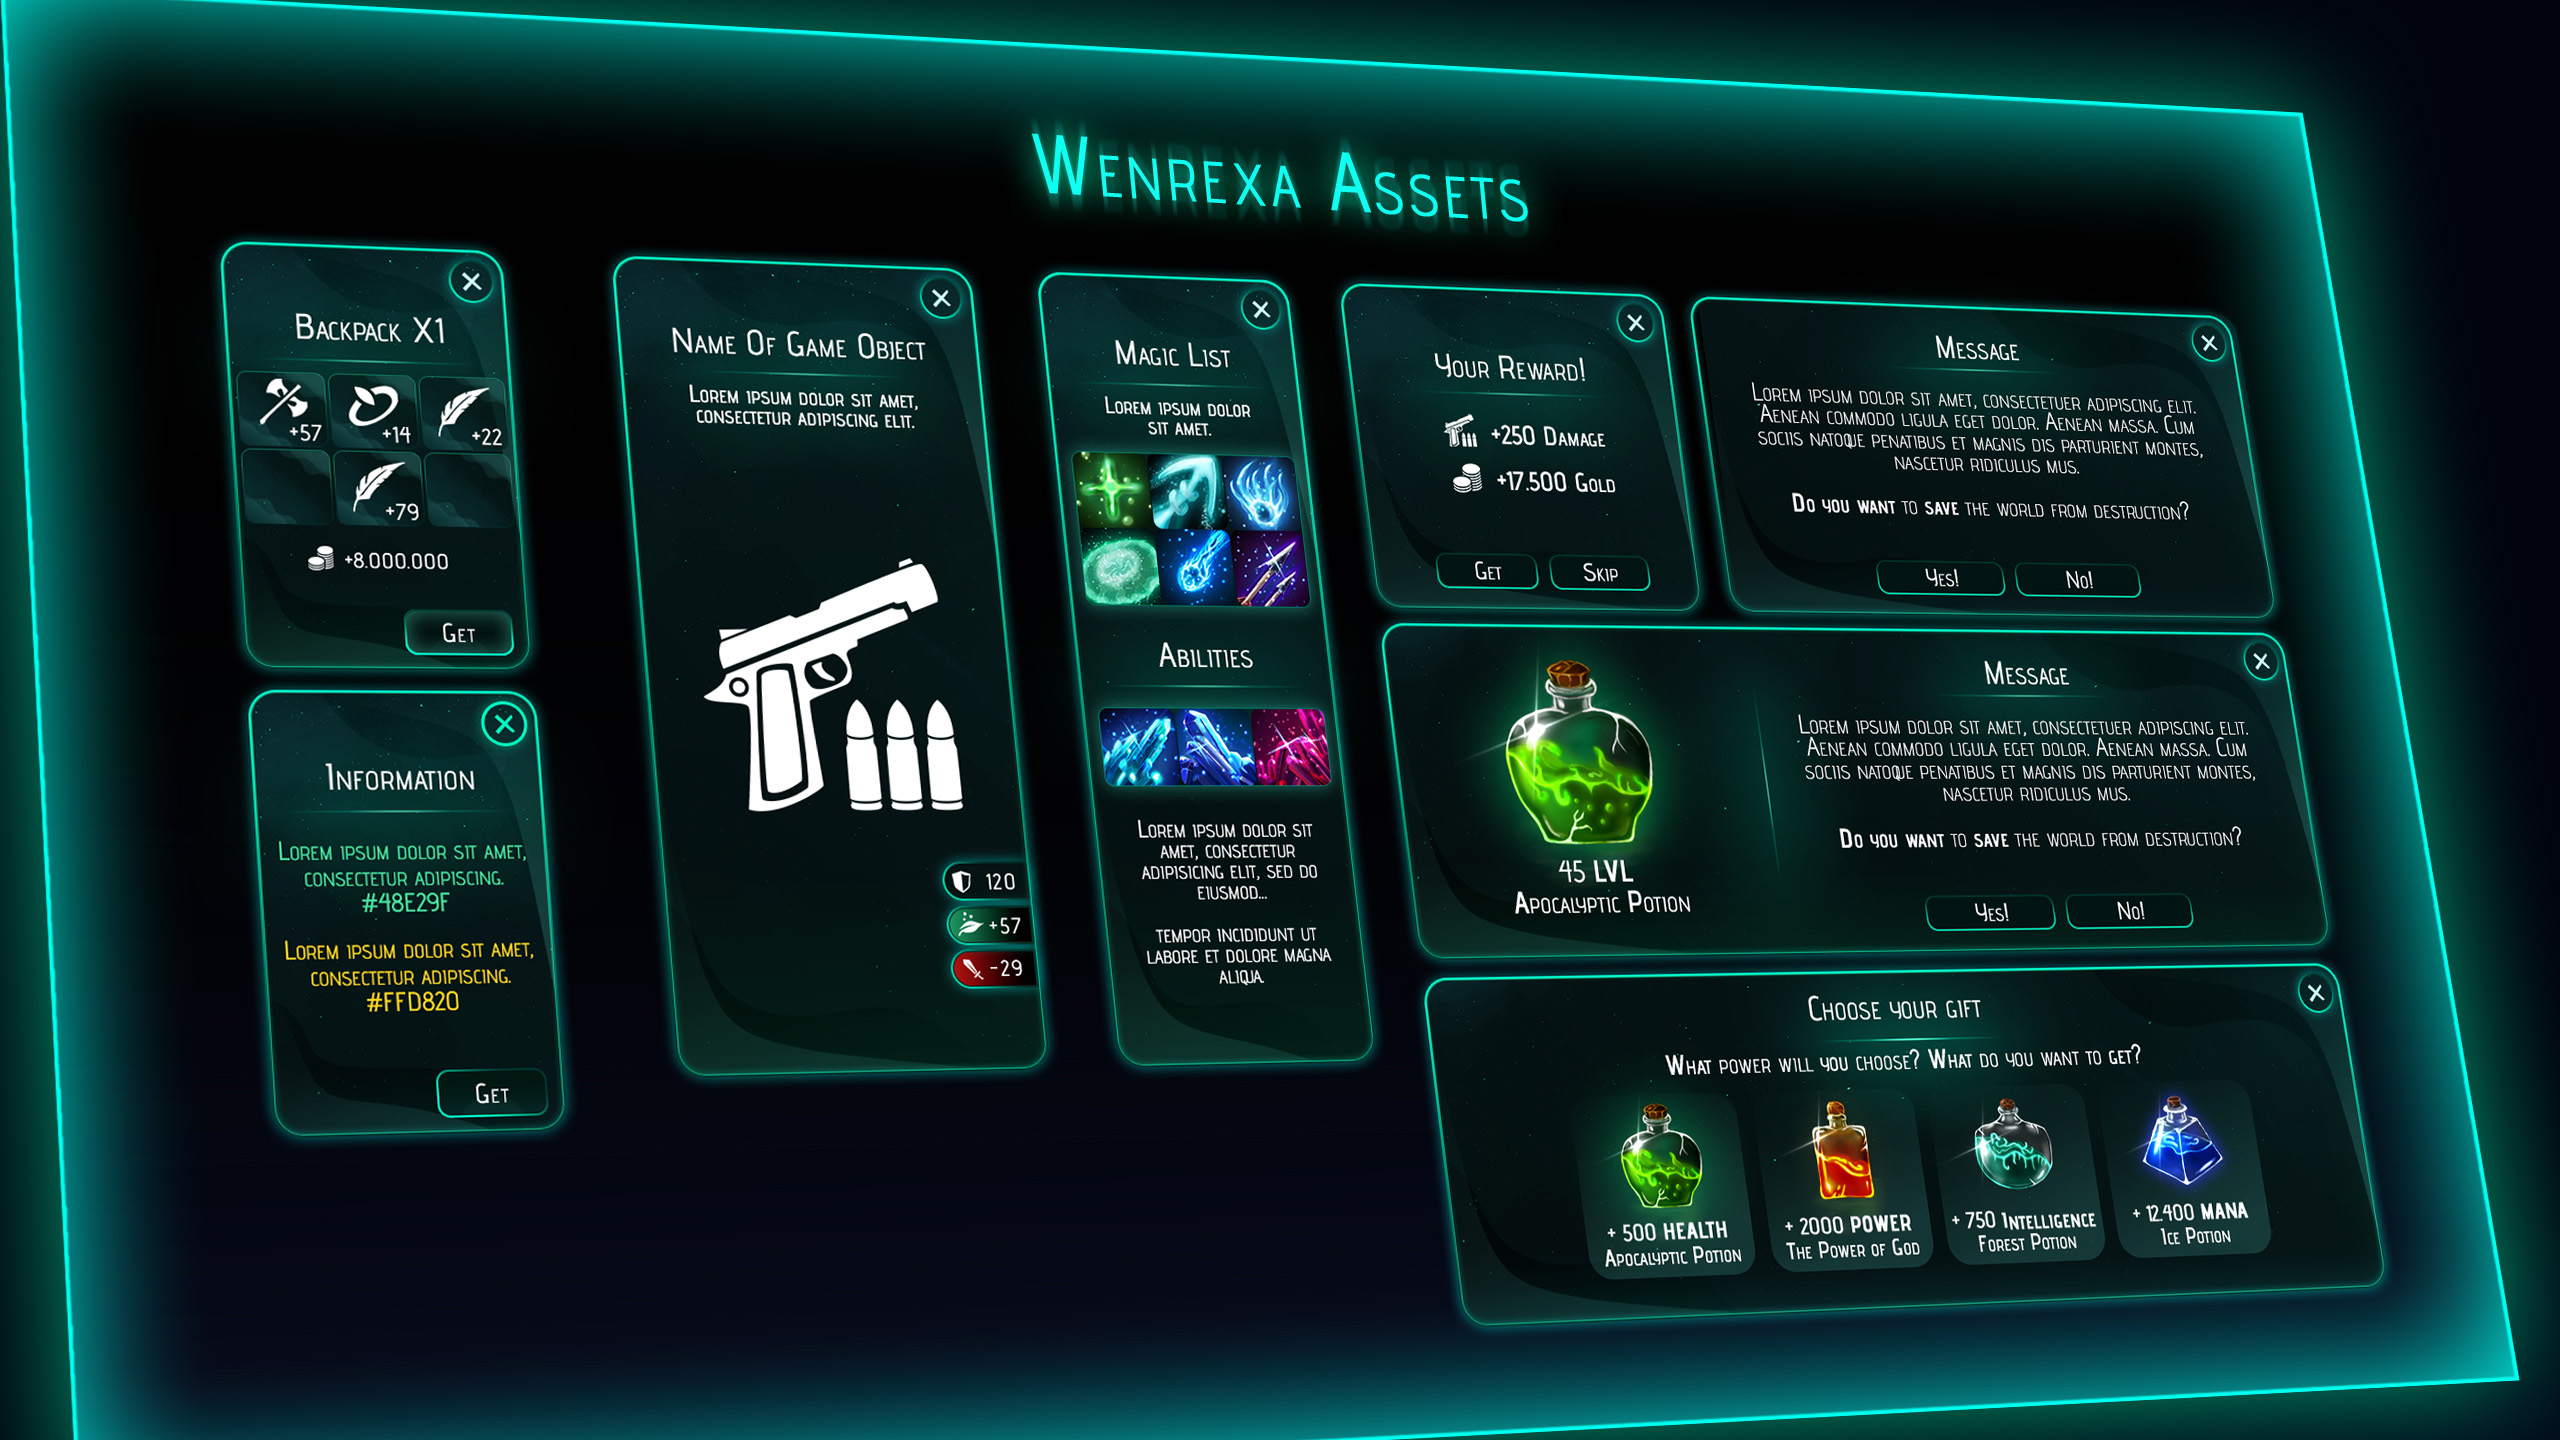 Wenrexa Assets
Backpack X1
+57
+14
+22
+79
+8.000.000
Get
Information
Lorem ipsum dolor sit amet,
consectetur adipiscing.
#48E29F
Lorem ipsum dolor sit amet,
consectetur adipiscing.
#FFD820
Get
Name Of Game Object
Lorem ipsum dolor sit amet,
consectetur adipiscing elit.
120
+57
-29
Magic List
Lorem ipsum dolor
sit amet.
Abilities
Lorem ipsum dolor sit
amet, consectetur
adipisicing elit, sed do
eiusmod...
tempor incididunt ut
labore et dolore magna
aliqua.
Your Reward!
+250 Damage
+17.500 Gold
Get
Skip
Message
Lorem ipsum dolor sit amet, consectetuer adipiscing elit.
Aenean commodo ligula eget dolor. Aenean massa. Cum
sociis natoque penatibus et magnis dis parturient montes,
nascetur ridiculus mus.
Do you want to save the world from destruction?
Yes!
No!
45 LVL
Apocalyptic Potion
Message
Lorem ipsum dolor sit amet, consectetuer adipiscing elit.
Aenean commodo ligula eget dolor. Aenean massa. Cum
sociis natoque penatibus et magnis dis parturient montes,
nascetur ridiculus mus.
Do you want to save the world from destruction?
Yes!
No!
Choose your gift
What power will you choose? What do you want to get?
+ 500 HEALTH
Apocalyptic Potion
+ 2000 POWER
The Power of God
+ 750 Intelligence
Forest Potion
+ 12.400 MANA
Ice Potion